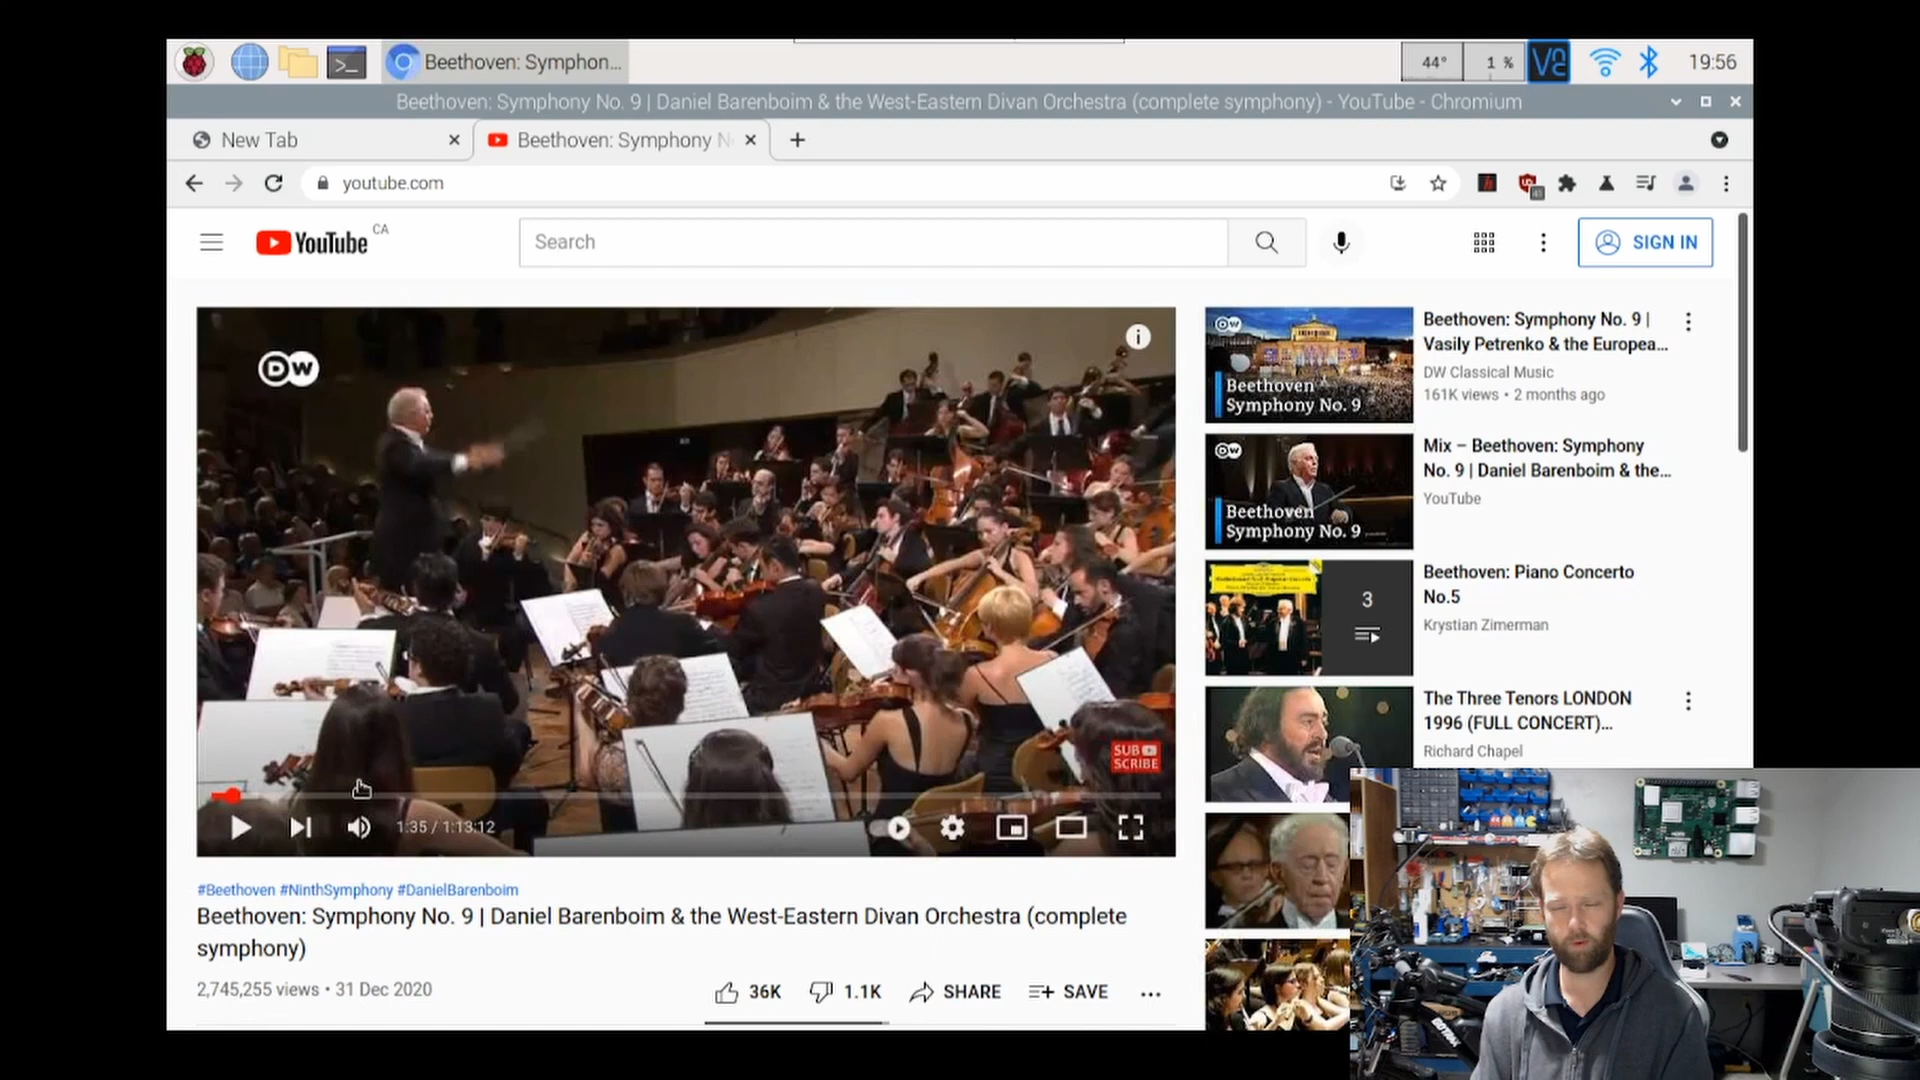 Beethoven: Symphon...
44°
1 %
19:56
Beethoven: Symphony No. 9 | Daniel Barenboim & the West-Eastern Divan Orchestra (complete symphony) - YouTube - Chromium
New Tab
Beethoven: Symphony N
youtube.com
YouTube CA
Search
SIGN IN
DW
SUB
SCRIBE
1:35 / 1:13:12
#Beethoven #NinthSymphony #DanielBarenboim
Beethoven: Symphony No. 9 | Daniel Barenboim & the West-Eastern Divan Orchestra (complete
symphony)
2,745,255 views • 31 Dec 2020
36K
1.1K
SHARE
SAVE
DW
Beethoven
Symphony No. 9
Beethoven: Symphony No. 9 |
Vasily Petrenko & the Europea...
DW Classical Music
161K views • 2 months ago
DW
Beethoven
Symphony No. 9
Mix – Beethoven: Symphony
No. 9 | Daniel Barenboim & the...
YouTube
3
Beethoven: Piano Concerto
No.5
Krystian Zimerman
The Three Tenors LONDON
1996 (FULL CONCERT)...
Richard Chapel